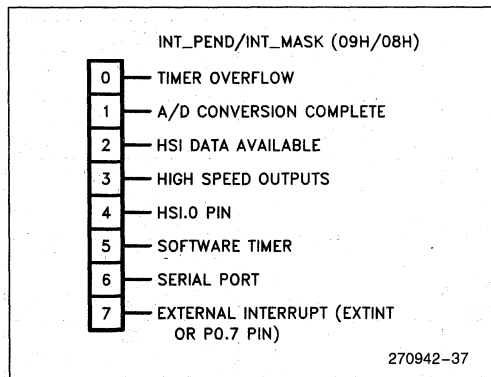 INT_PEND/INT_MASK (09H/08H)
0 TIMER OVERFLOW
1 A/D CONVERSION COMPLETE
2 HSI DATA AVAILABLE
3 HIGH SPEED OUTPUTS
4 HSI.0 PIN
5 SOFTWARE TIMER
6 SERIAL PORT
7 EXTERNAL INTERRUPT (EXTINT
OR P0.7 PIN)
270942-37